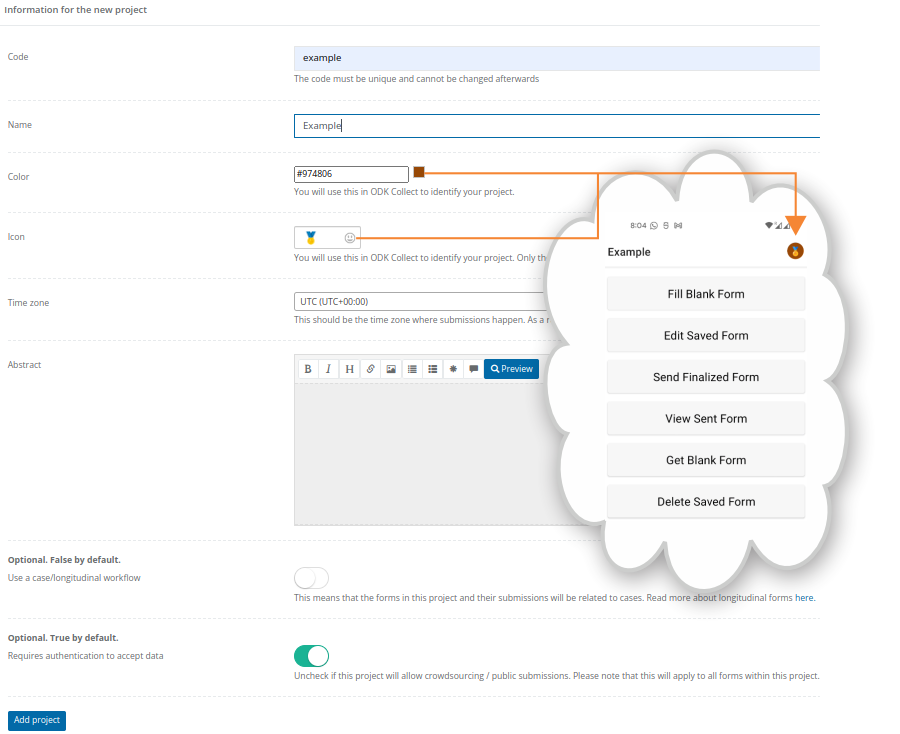 Information for the new project
Code
example
The code must be unique and cannot be changed afterwards
Name
Example
Color
#974806
You will use this in ODK Collect to identify your project.
Icon
You will use this in ODK Collect to identify your project. Only the
Time zone
UTC (UTC+00:00)
This should be the time zone where submissions happen. As a
Abstract
B I H Preview
8:04
Example
Fill Blank Form
Edit Saved Form
Send Finalized Form
View Sent Form
Get Blank Form
Delete Saved Form
Optional. False by default.
Use a case/longitudinal workflow
This means that the forms in this project and their submissions will be related to cases. Read more about longitudinal forms here.
Optional. True by default.
Requires authentication to accept data
Uncheck if this project will allow crowdsourcing / public submissions. Please note that this will apply to all forms within this project.
Add project